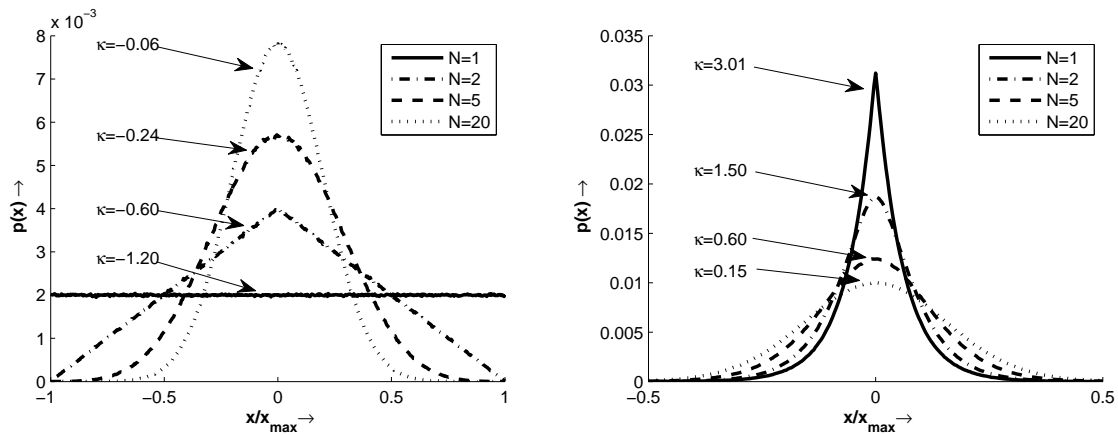 x 10⁻³
8
7
6
5
4
3
2
1
0
p(x) →
κ=−0.06
κ=−0.24
κ=−0.60
κ=−1.20
N=1
N=2
N=5
N=20
−1
−0.5
0
0.5
1
x/x_max→
0.035
0.03
0.025
0.02
0.015
0.01
0.005
0
p(x) →
κ=3.01
κ=1.50
κ=0.60
κ=0.15
N=1
N=2
N=5
N=20
−0.5
0
0.5
x/x_max→